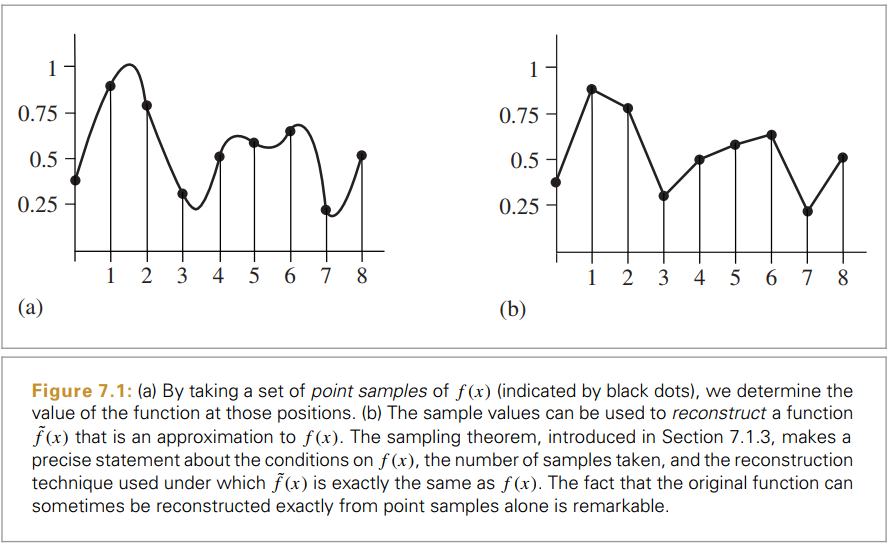 1
0.75
0.5
0.25
1 2 3 4 5 6 7 8
(a)
1
0.75
0.5
0.25
1 2 3 4 5 6 7 8
(b)
Figure 7.1: (a) By taking a set of point samples of f(x) (indicated by black dots), we determine the
value of the function at those positions. (b) The sample values can be used to reconstruct a function
f̃(x) that is an approximation to f(x). The sampling theorem, introduced in Section 7.1.3, makes a
precise statement about the conditions on f(x), the number of samples taken, and the reconstruction
technique used under which f̃(x) is exactly the same as f(x). The fact that the original function can
sometimes be reconstructed exactly from point samples alone is remarkable.